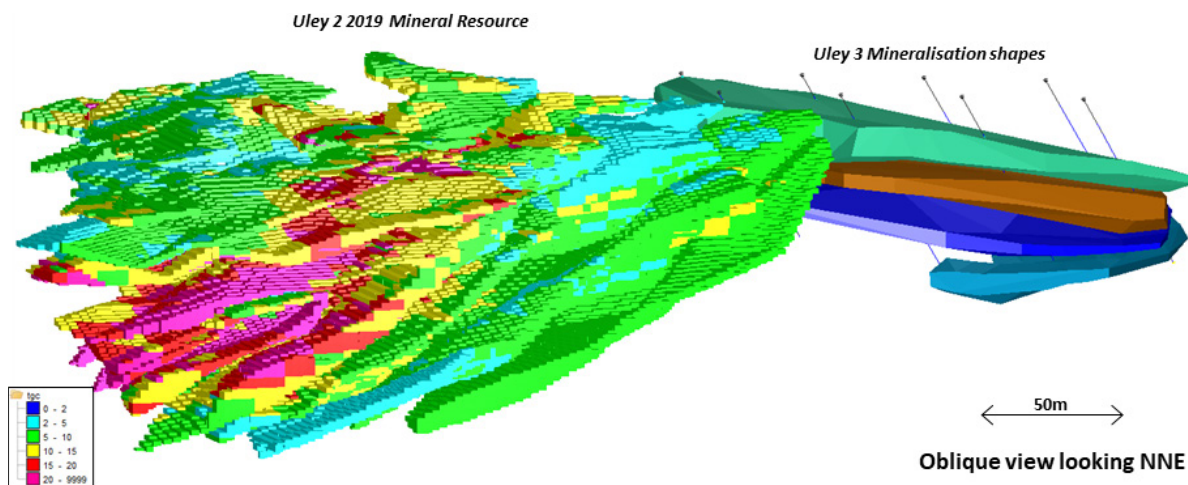 Uley 2 2019 Mineral Resource
Uley 3 Mineralisation shapes
tgc
0 - 2
2 - 5
5 - 10
10 - 15
15 - 20
20 - 9999
50m
Oblique view looking NNE